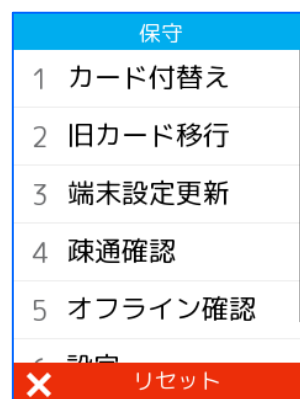 保守
1 カード付替え
2 旧カード移行
3 端末設定更新
4 疎通確認
5 オフライン確認
リセット